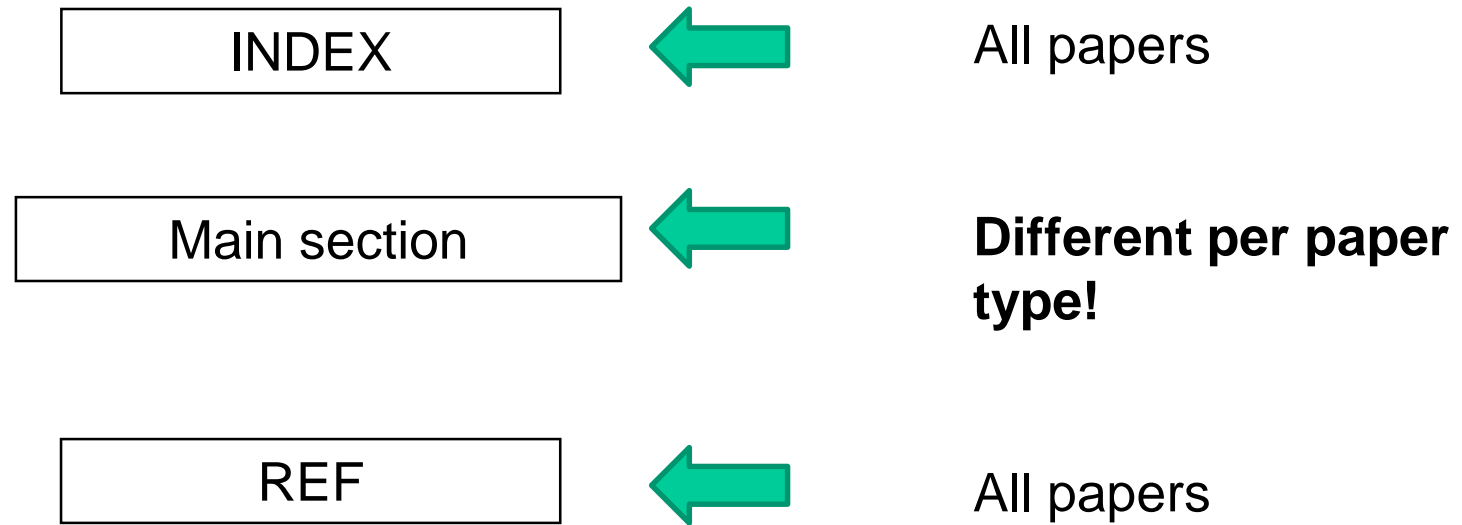 INDEX
All papers
Main section
Different per paper
type!
REF
All papers